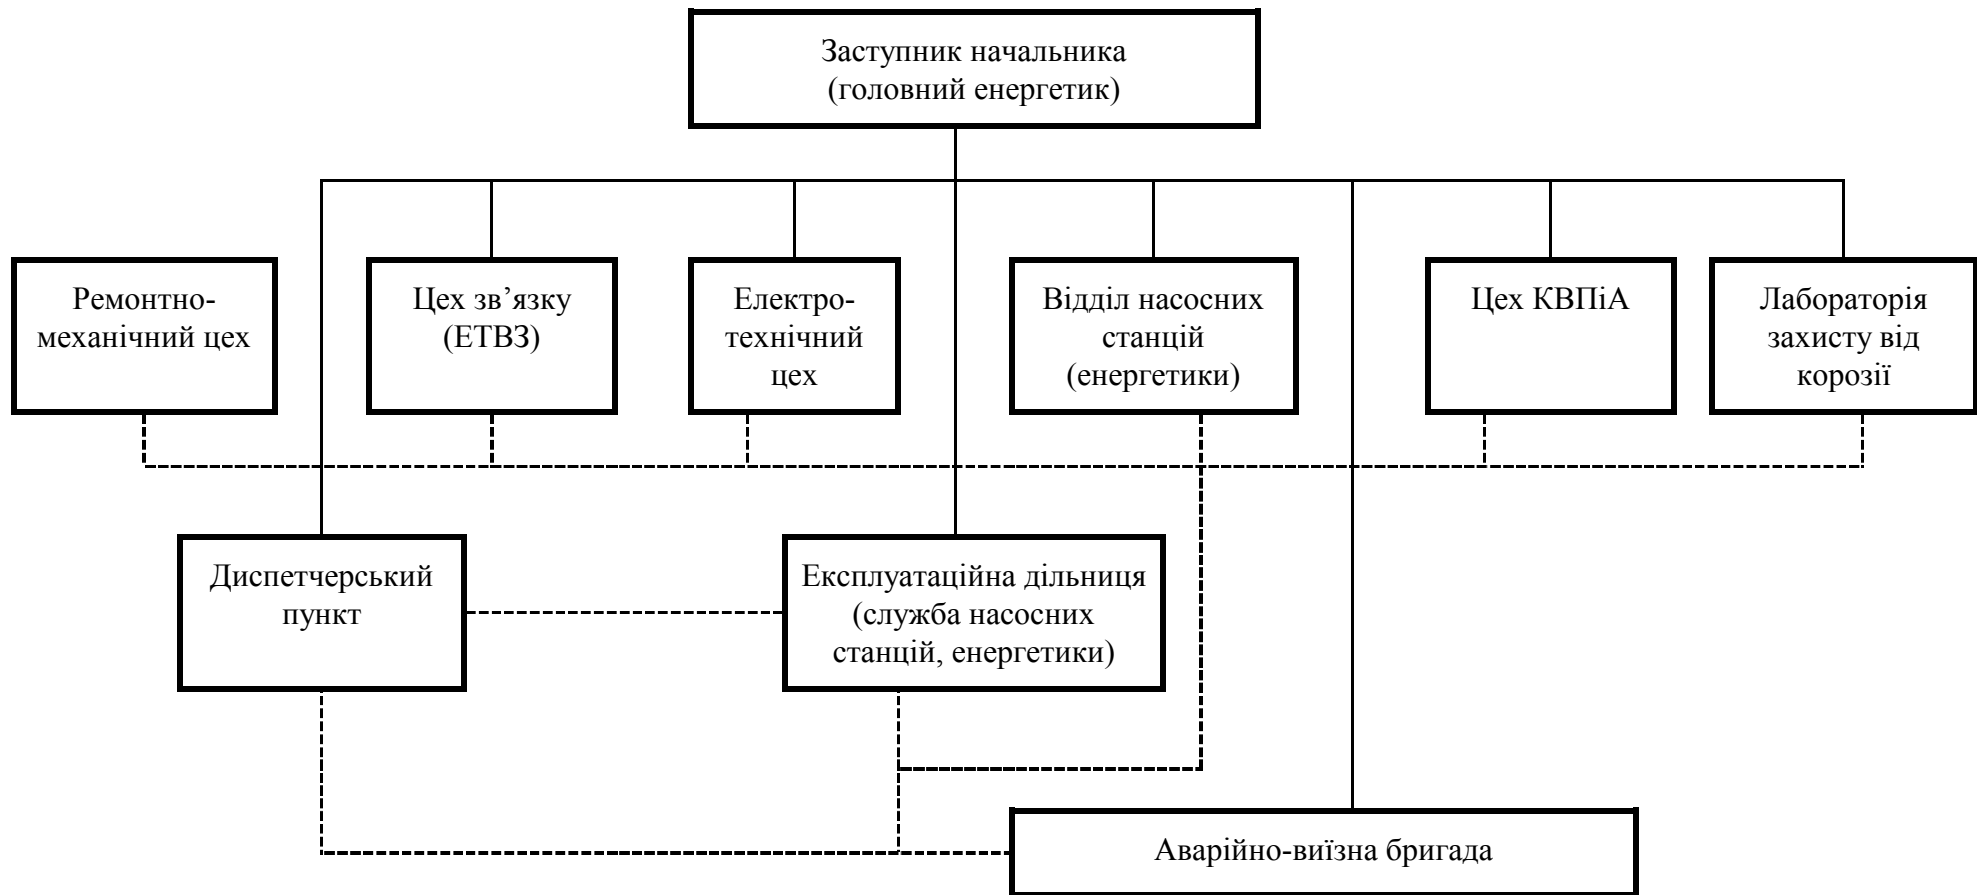 Заступник начальника
(головний енергетик)
Ремонтно-
механічний цех
Цех зв’язку
(ЕТВЗ)
Електро-
технічний
цех
Відділ насосних
станцій
(енергетики)
Цех КВПіА
Лабораторія
захисту від
корозії
Диспетчерський
пункт
Експлуатаційна дільниця
(служба насосних
станцій, енергетики)
Аварійно-виїзна бригада